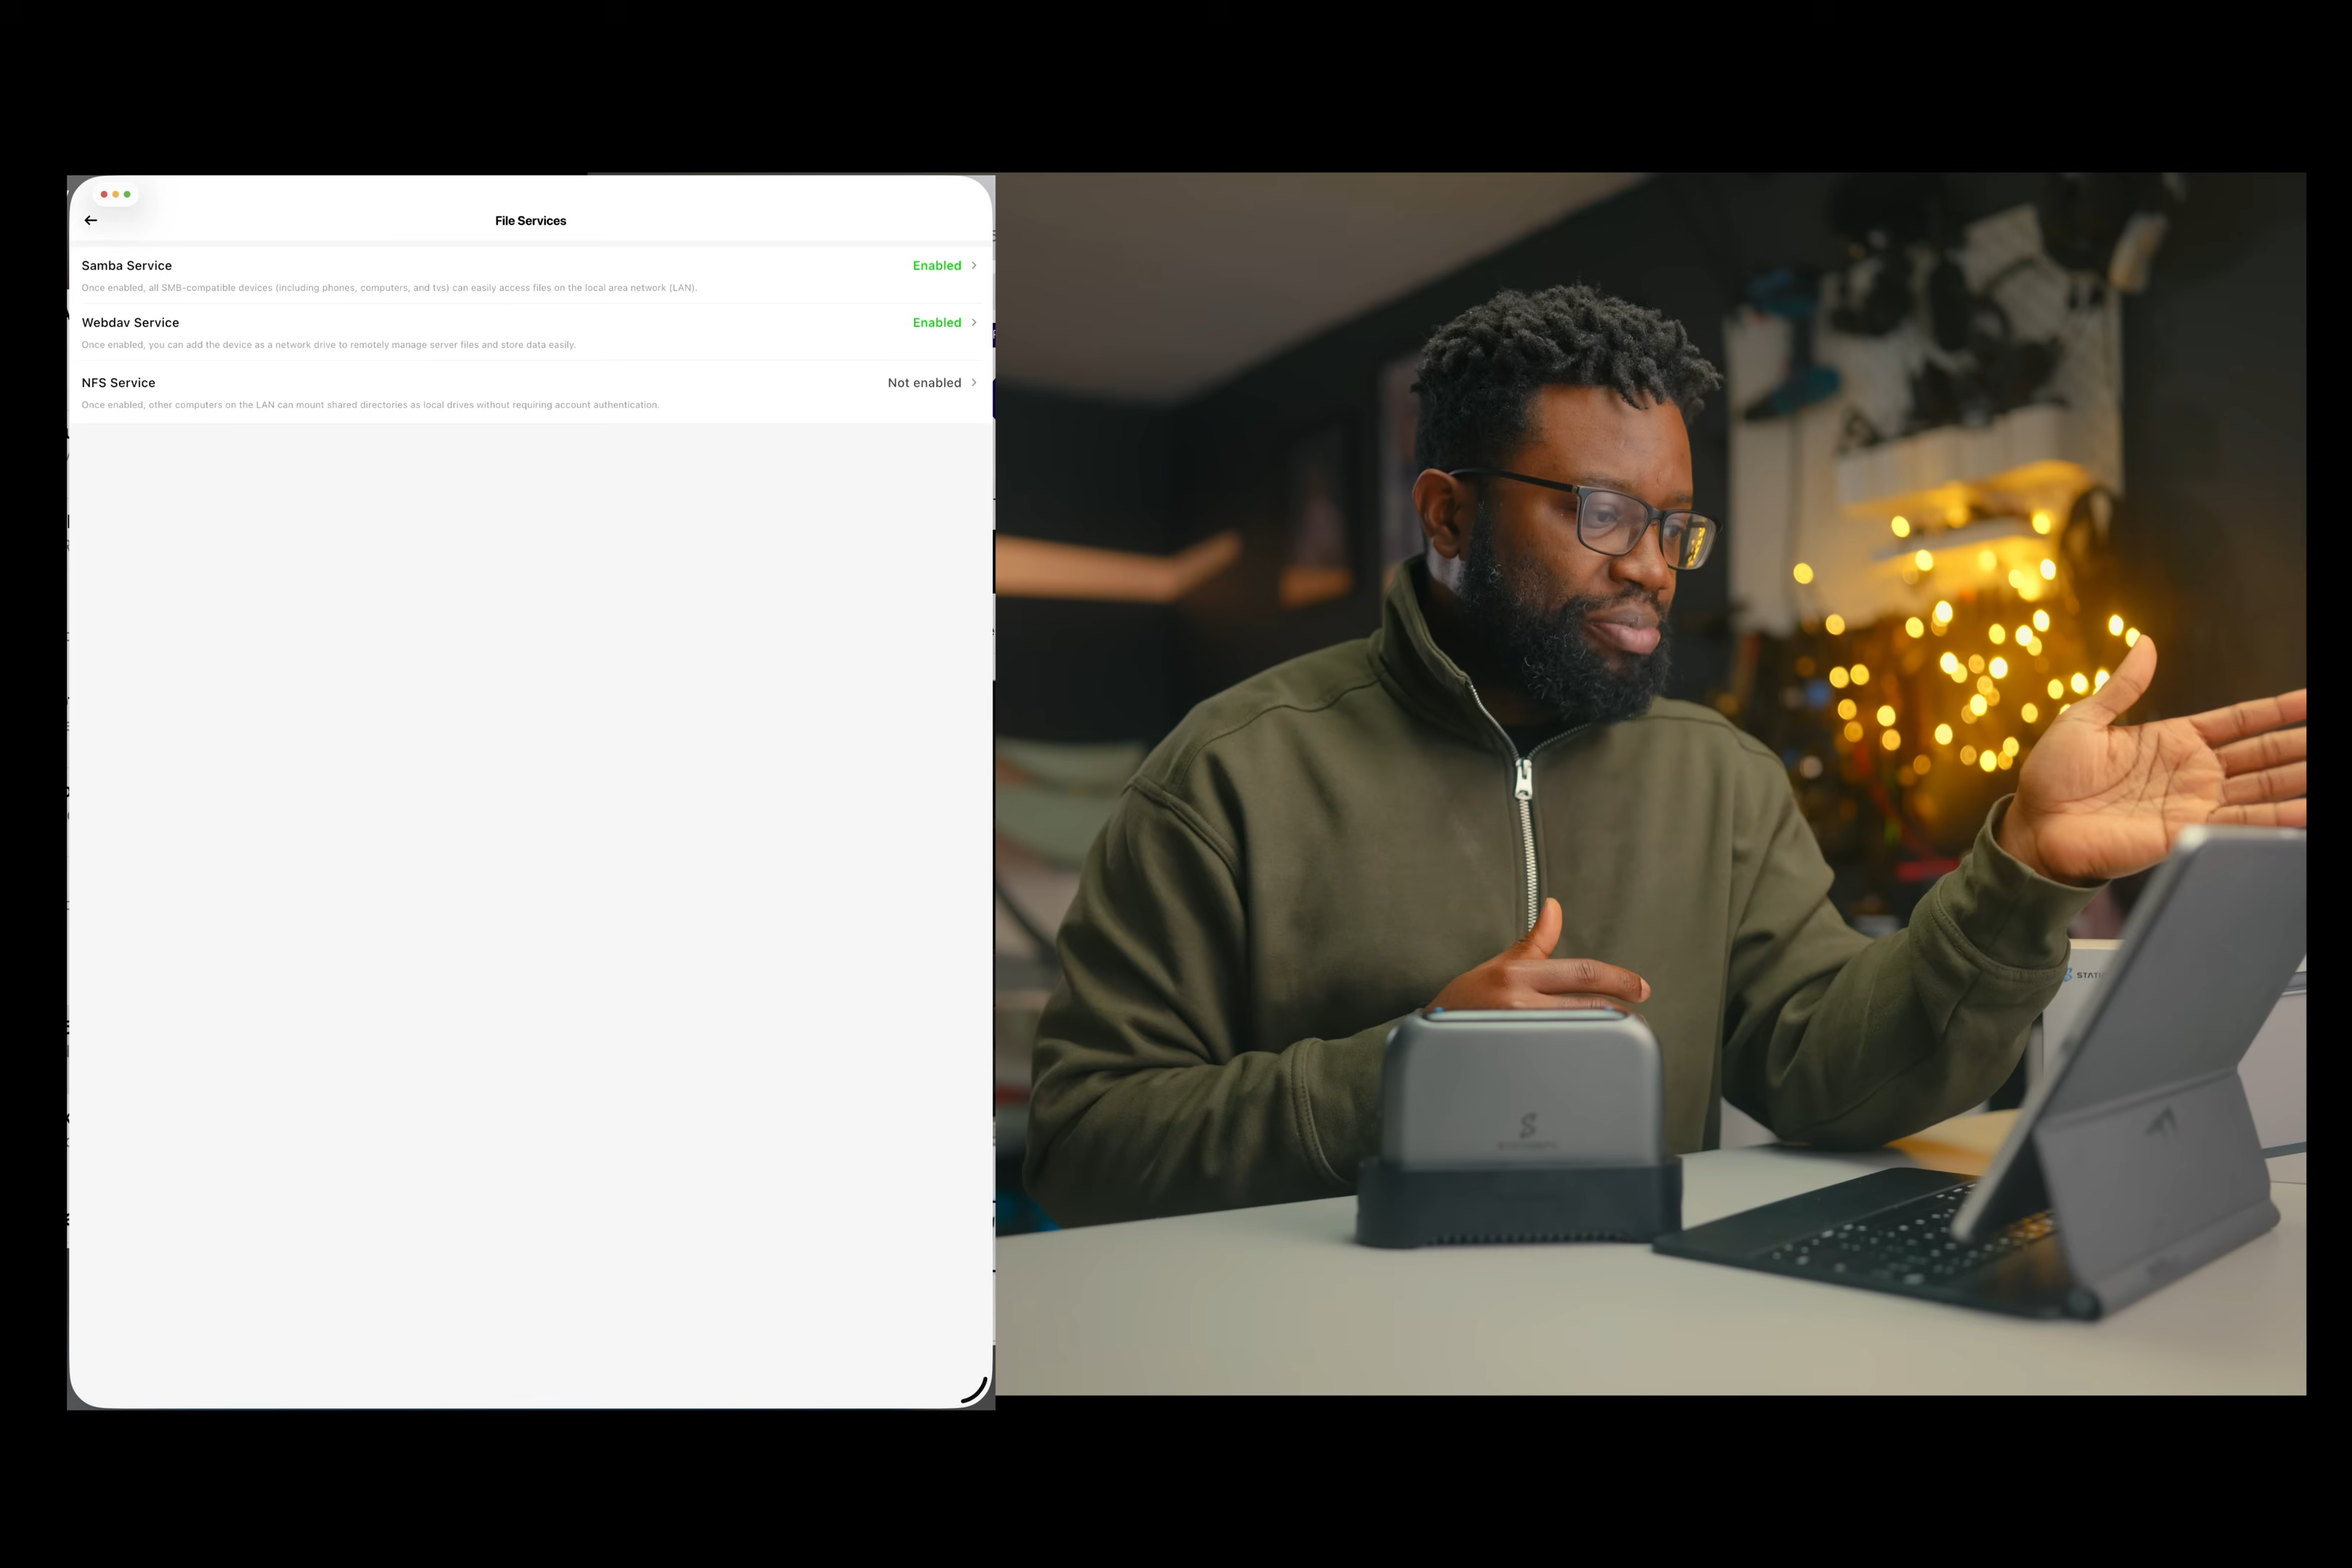 File Services
Samba Service
Enabled
Once enabled, all SMB-compatible devices (including phones, computers, and tvs) can easily access files on the local area network (LAN).
Webdav Service
Enabled
Once enabled, you can add the device as a network drive to remotely manage server files and store data easily.
NFS Service
Not enabled
Once enabled, other computers on the LAN can mount shared directories as local drives without requiring account authentication.